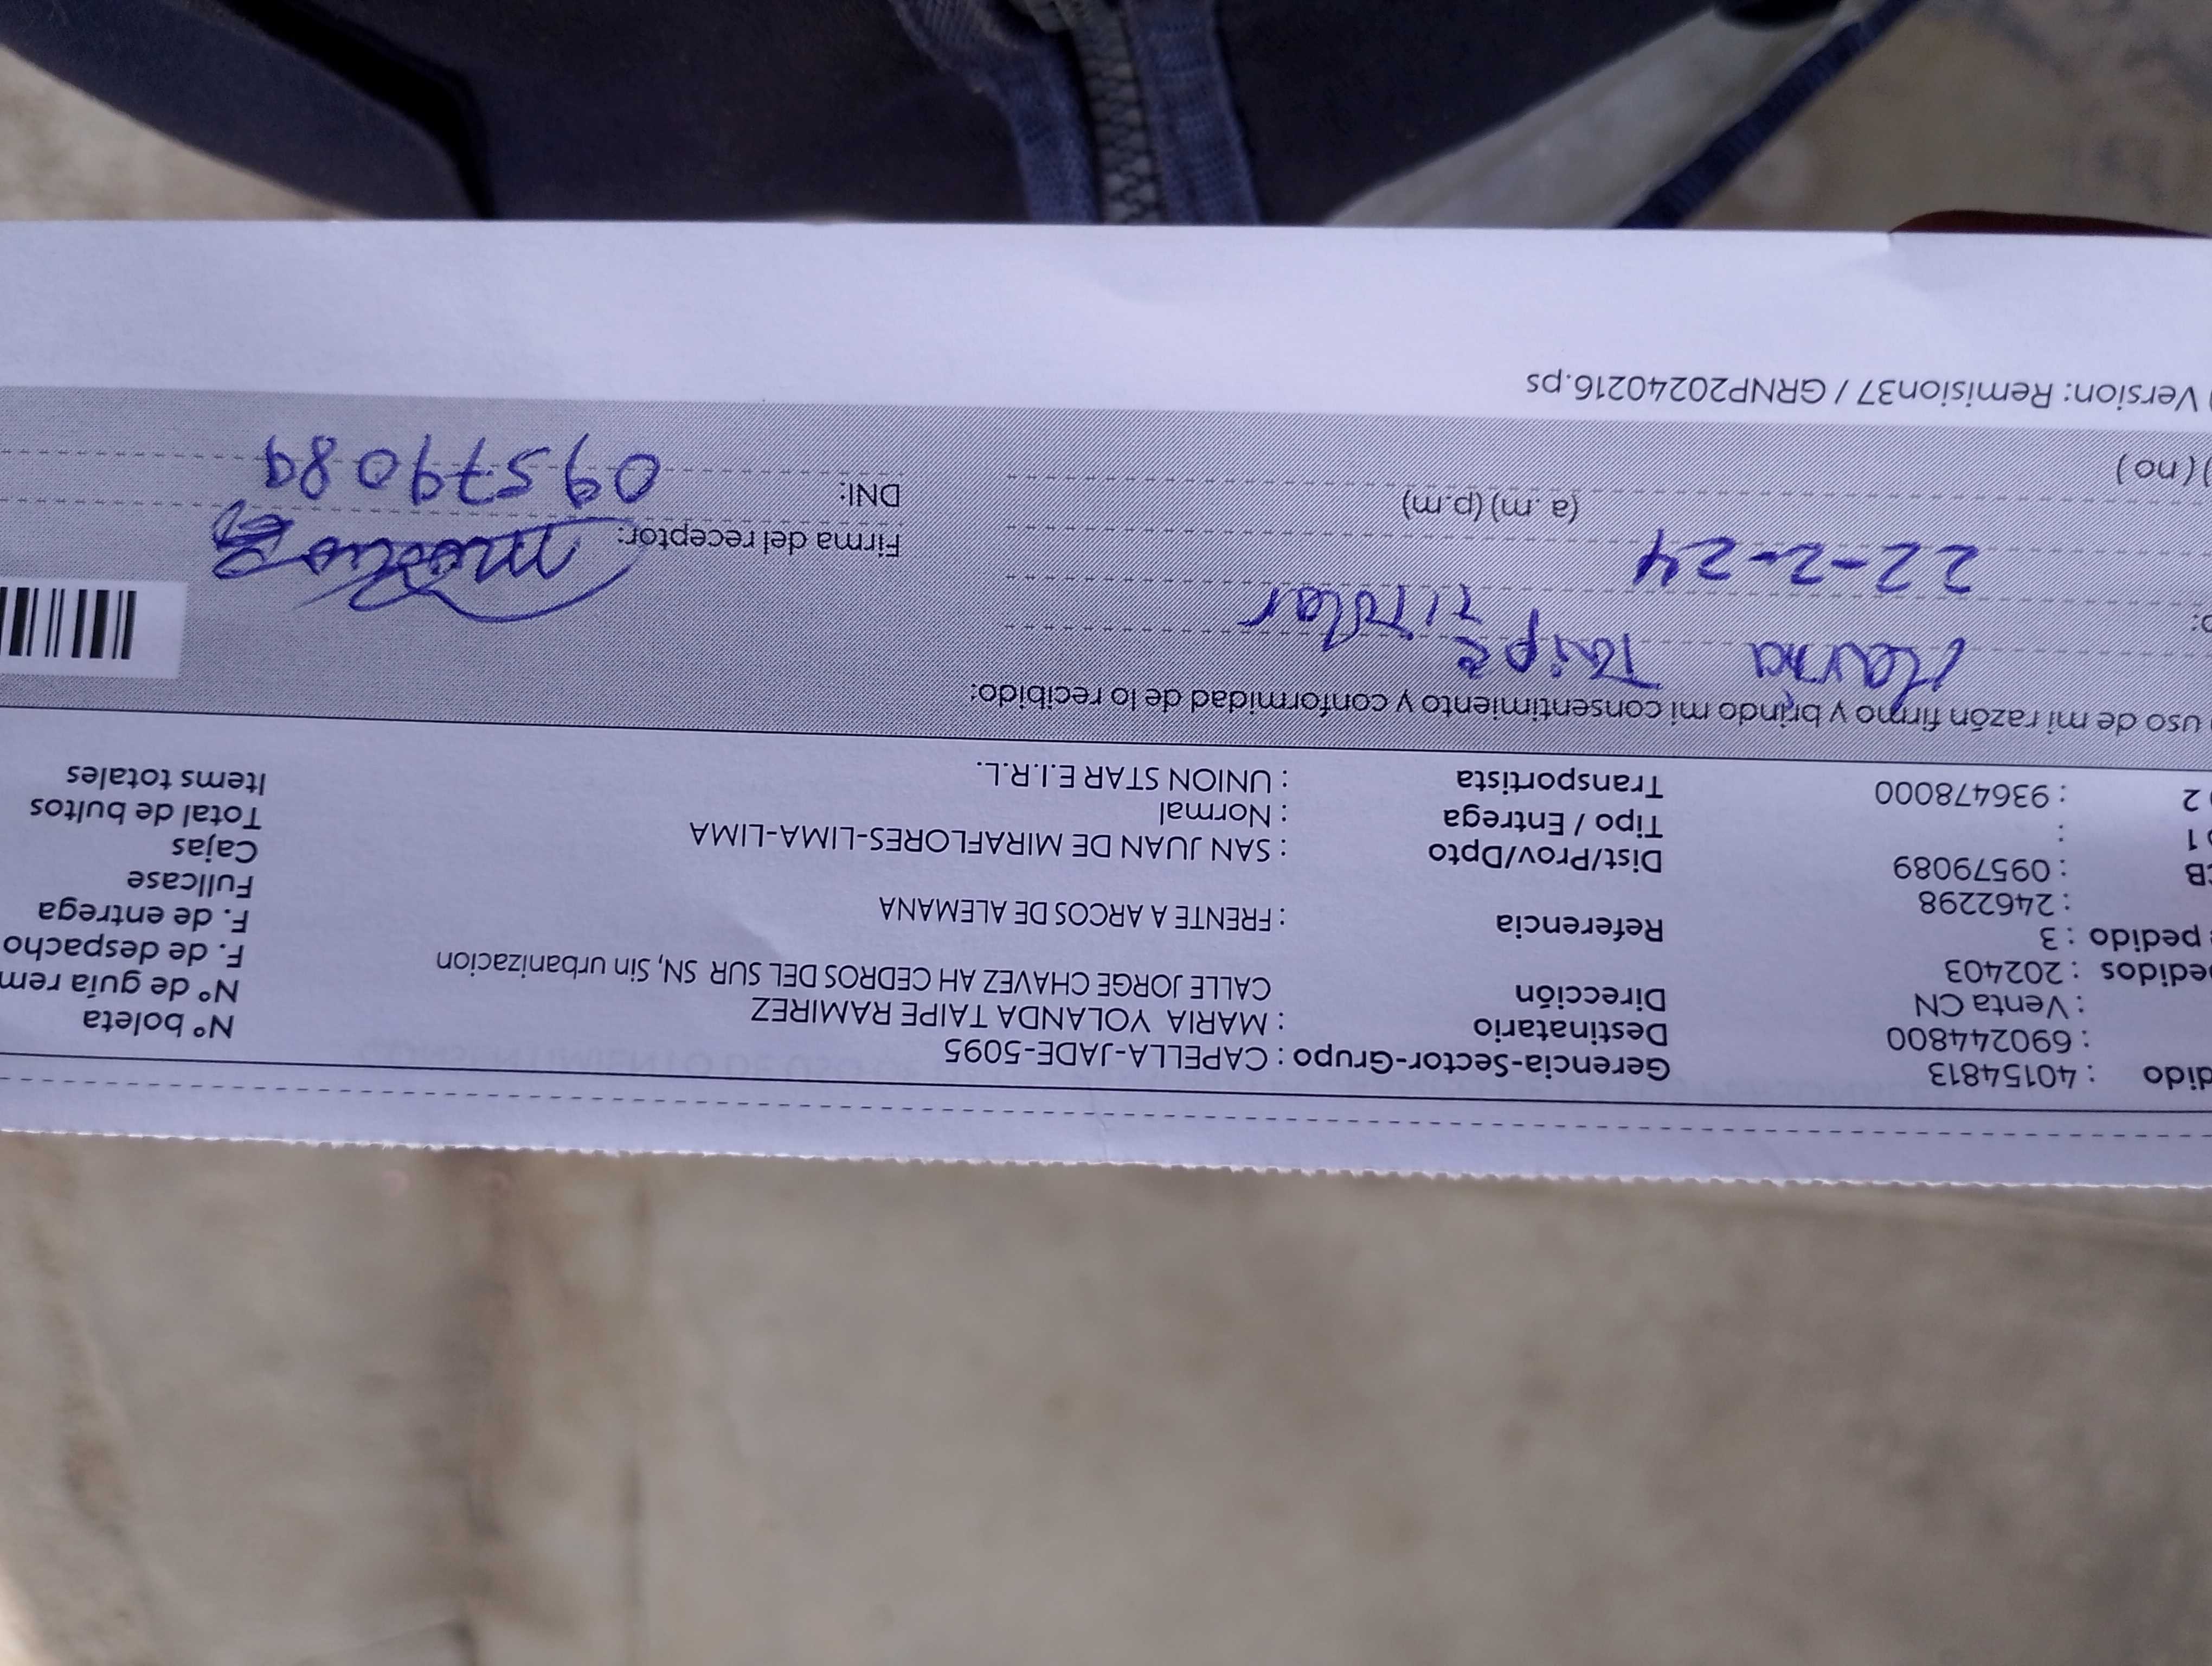 dido : 40154813 Gerencia-Sector-Grupo : CAPELLA-JADE-5095 Nº boleta
: 690244800 Destinatario : MARIA YOLANDA TAIPE RAMIREZ Nº de guía rem
: Venta CN Dirección CALLE JORGE CHAVEZ AH CEDROS DEL SUR SN, Sin urbanizacion F. de despacho
edidos : 202403 F. de entrega
pedido : 3 Referencia : FRENTE A ARCOS DE ALEMANA Fullcase
: 2462298 Cajas
CB : 09579089 Dist/Prov/Dpto : SAN JUAN DE MIRAFLORES-LIMA-LIMA Total de bultos
1 : Tipo / Entrega : Normal Items totales
2 : 936478000 Transportista : UNION STAR E.I.R.L.
uso de mi razón firmo y brindo mi consentimiento y conformidad de lo recibido:
Maria Taipe Titular
22-2-24 Firma del receptor:
(a.m) (p.m) DNI: 09579089
) ( no )
Version: Remision37 / GRNP20240216.ps